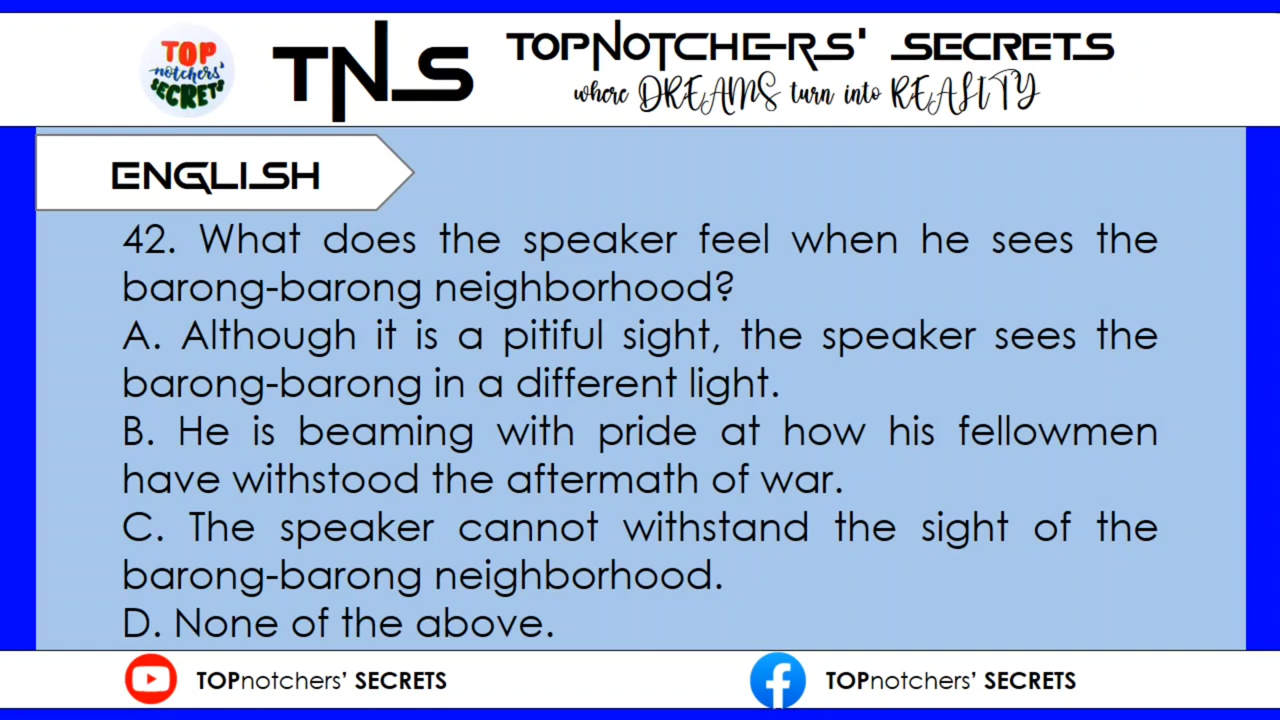 TOP
notchers'
SECRETS
TNS
TOPNOTCHERS' SECRETS
where DREAMS turn into REALITY
ENGLISH
42. What does the speaker feel when he sees the
barong-barong neighborhood?
A. Although it is a pitiful sight, the speaker sees the
barong-barong in a different light.
B. He is beaming with pride at how his fellowmen
have withstood the aftermath of war.
C. The speaker cannot withstand the sight of the
barong-barong neighborhood.
D. None of the above.
TOPnotchers' SECRETS
TOPnotchers' SECRETS